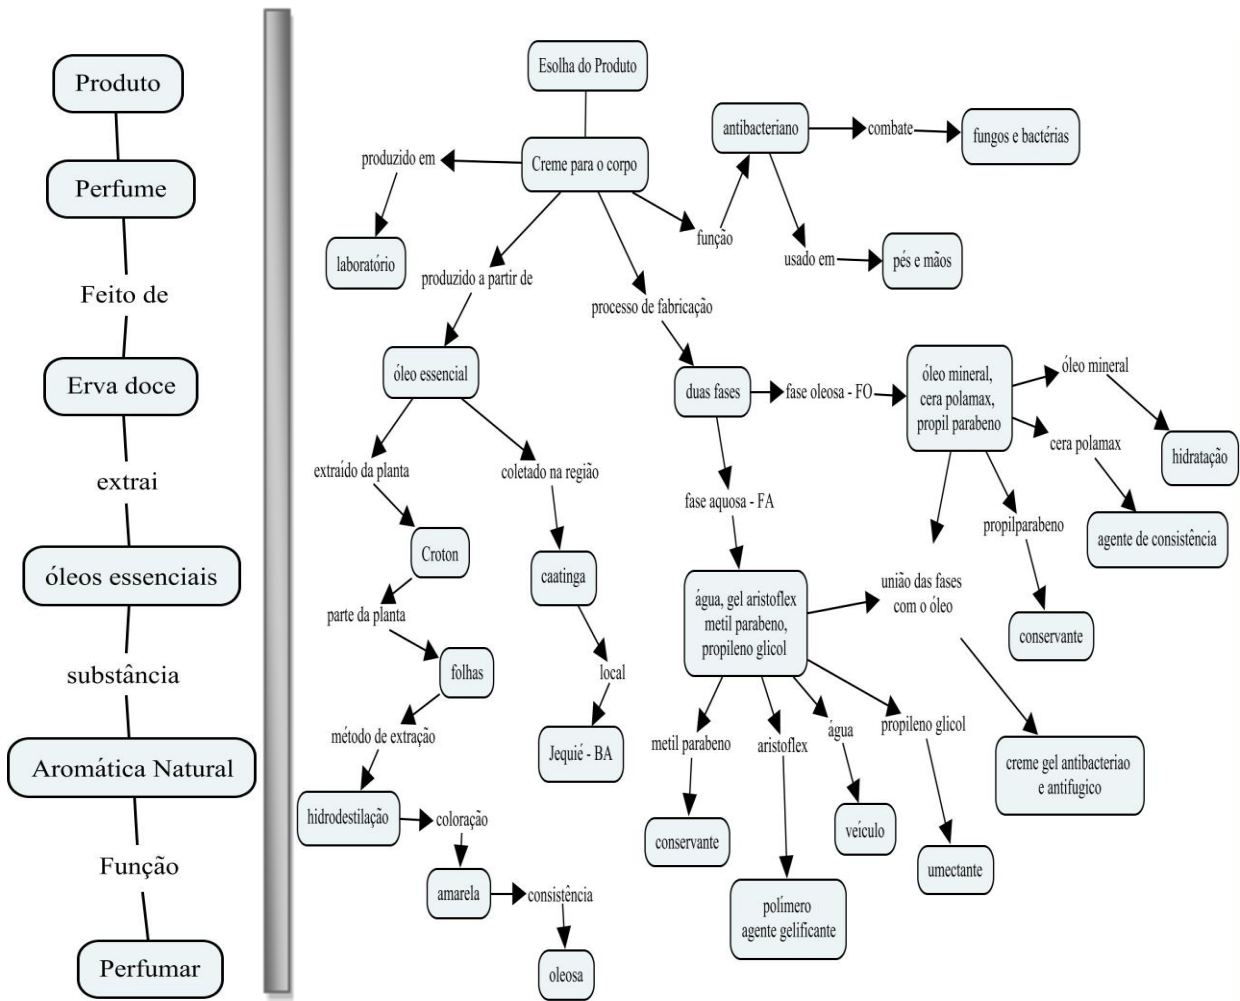 Produto
Perfume
Feito de
Erva doce
extrai
óleos essenciais
substância
Aromática Natural
Função
Perfumar
Esolha do Produto
Creme para o corpo
produzido em
laboratório
antibacteriano
combate
fungos e bactérias
função
usado em
pés e mãos
produzido a partir de
processo de fabricação
óleo essencial
duas fases
fase oleosa - FO
óleo mineral,
cera polamax,
propil parabeno
óleo mineral
hidratação
cera polamax
agente de consistência
propilparabeno
conservante
extraído da planta
coletado na região
Croton
caatinga
parte da planta
folhas
local
Jequié - BA
método de extração
hidrodestilação
coloração
amarela
consistência
oleosa
fase aquosa - FA
água, gel aristoflex
metil parabeno,
propileno glicol
união das fases
com o óleo
creme gel antibacteriao
e antifugico
metil parabeno
conservante
aristoflex
polímero
agente gelificante
água
veículo
propileno glicol
umectante